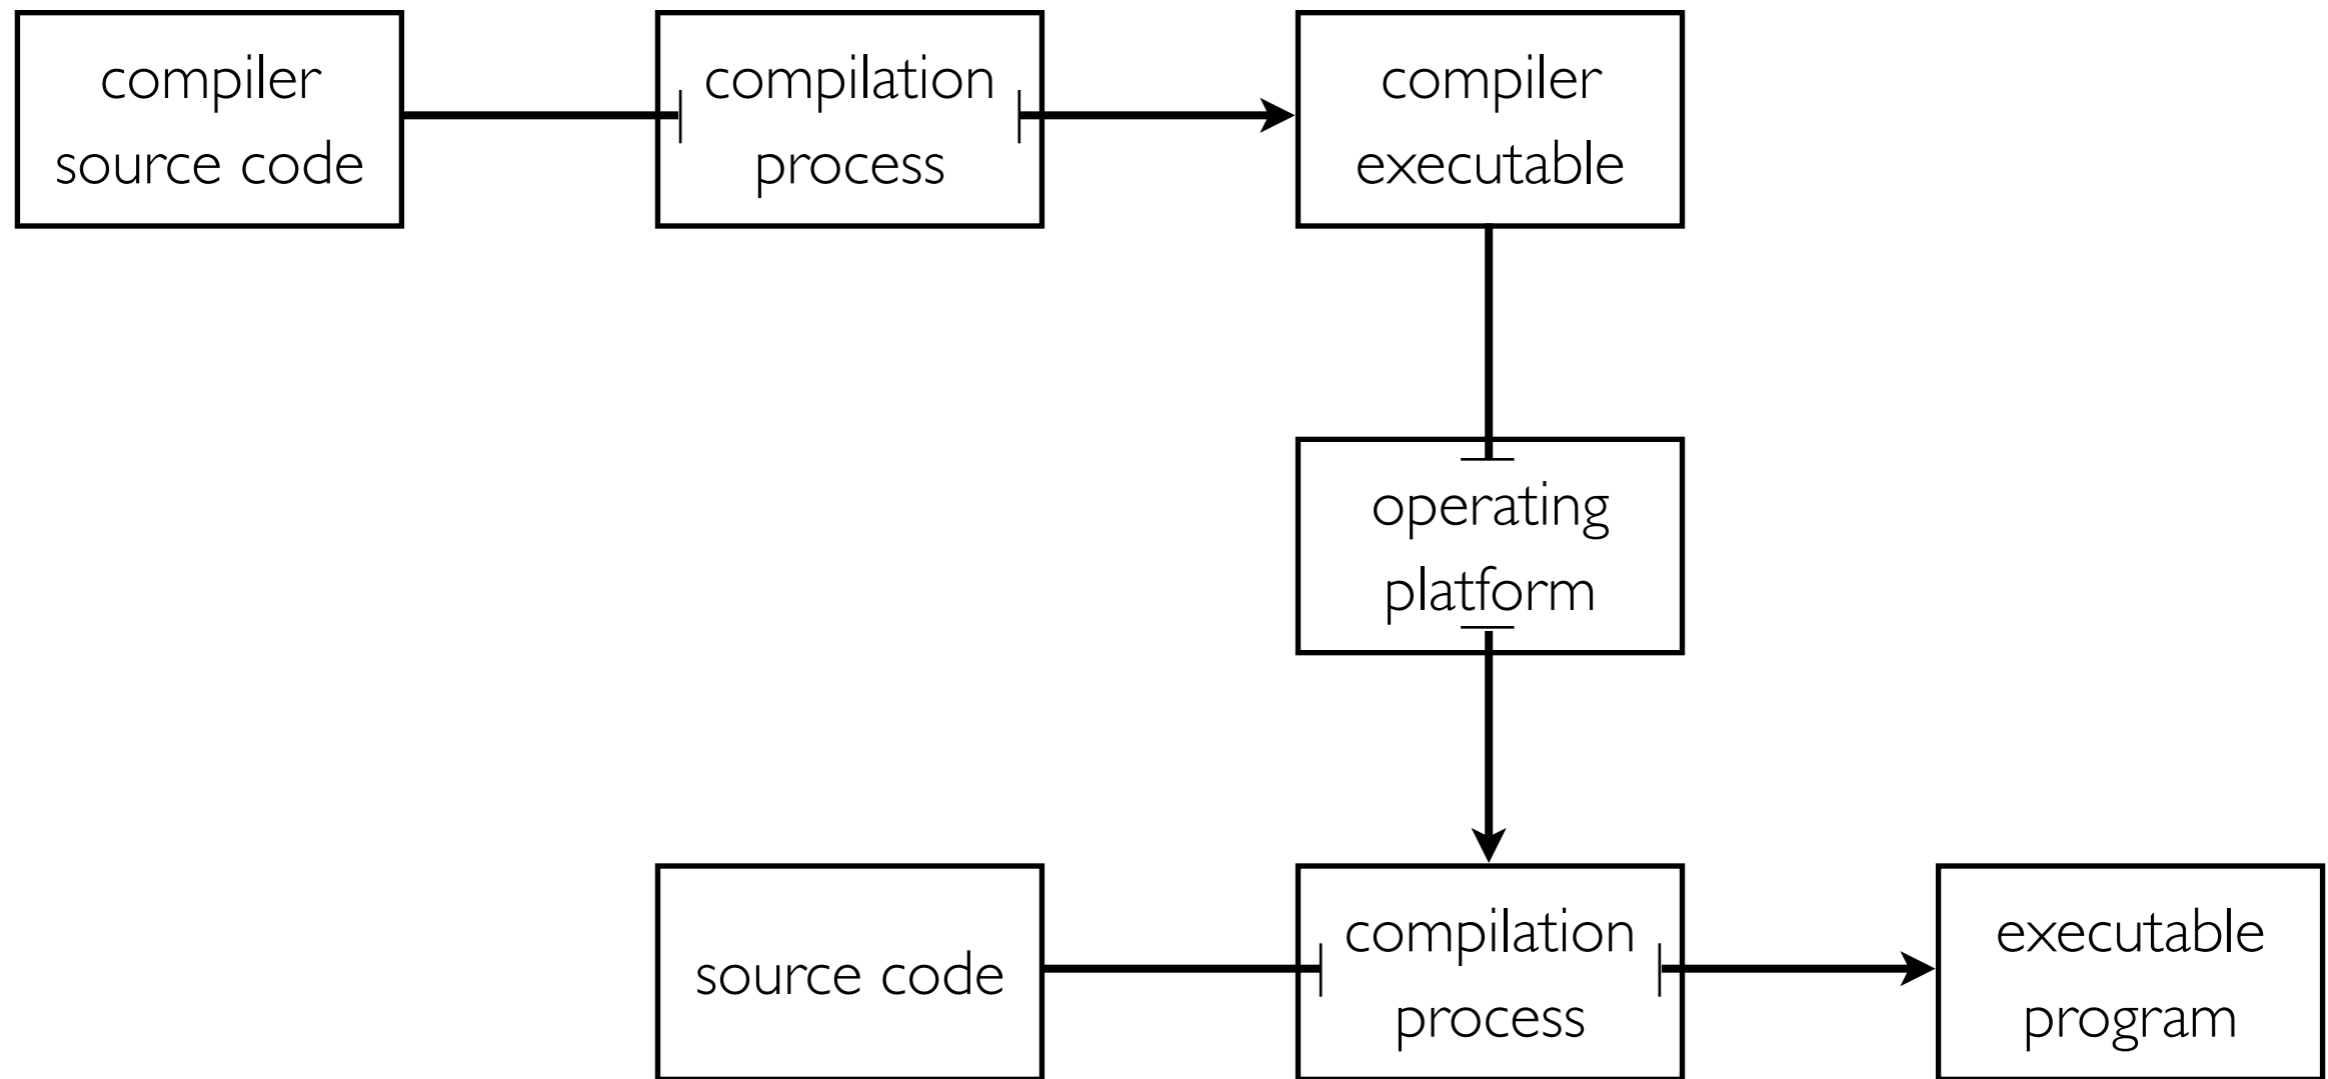 compiler
source code
compilation
process
compiler
executable
operating
platform
source code
compilation
process
executable
program